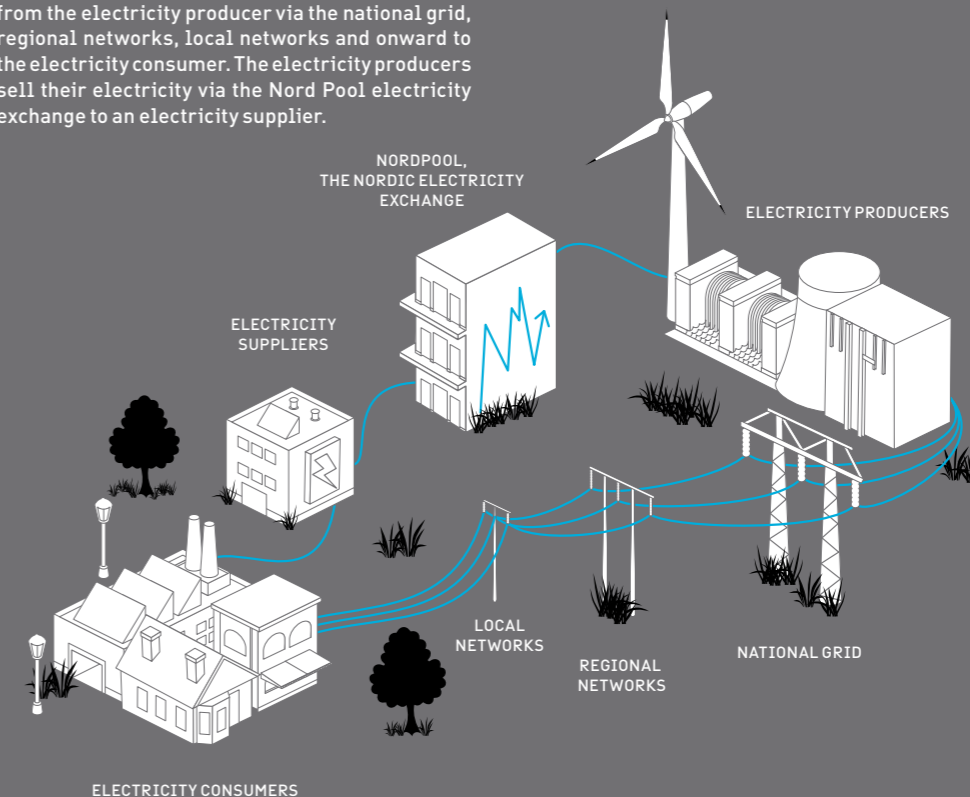 from the electricity producer via the national grid,
regional networks, local networks and onward to
the electricity consumer. The electricity producers
sell their electricity via the Nord Pool electricity
exchange to an electricity supplier.
NORDPOOL,
THE NORDIC ELECTRICITY
EXCHANGE
ELECTRICITY PRODUCERS
ELECTRICITY
SUPPLIERS
LOCAL
NETWORKS
REGIONAL
NETWORKS
NATIONAL GRID
ELECTRICITY CONSUMERS